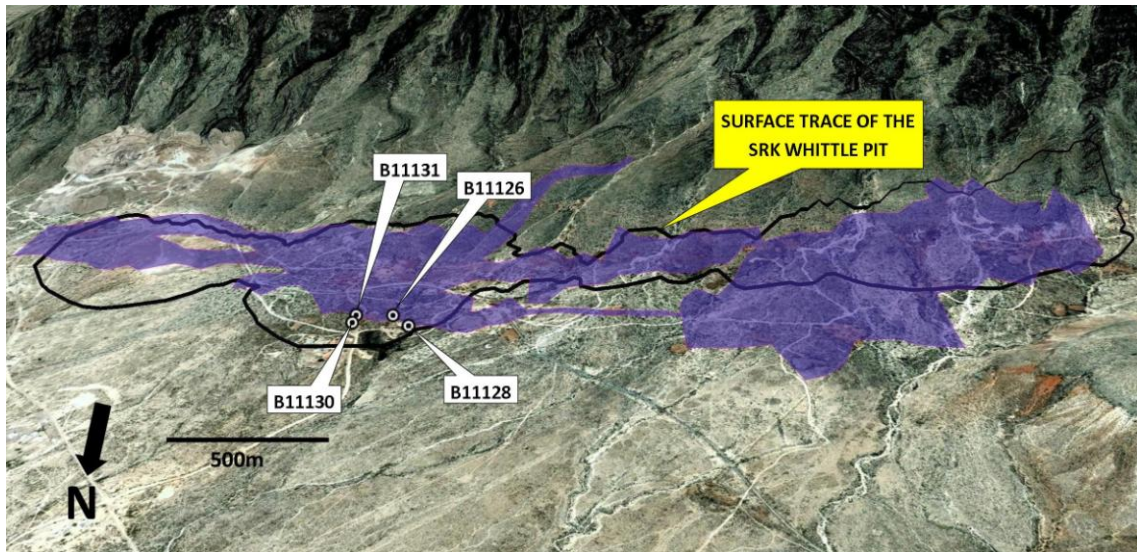 SURFACE TRACE OF THE
SRK WHITTLE PIT
B11131
B11126
B11130
B11128
500m
N